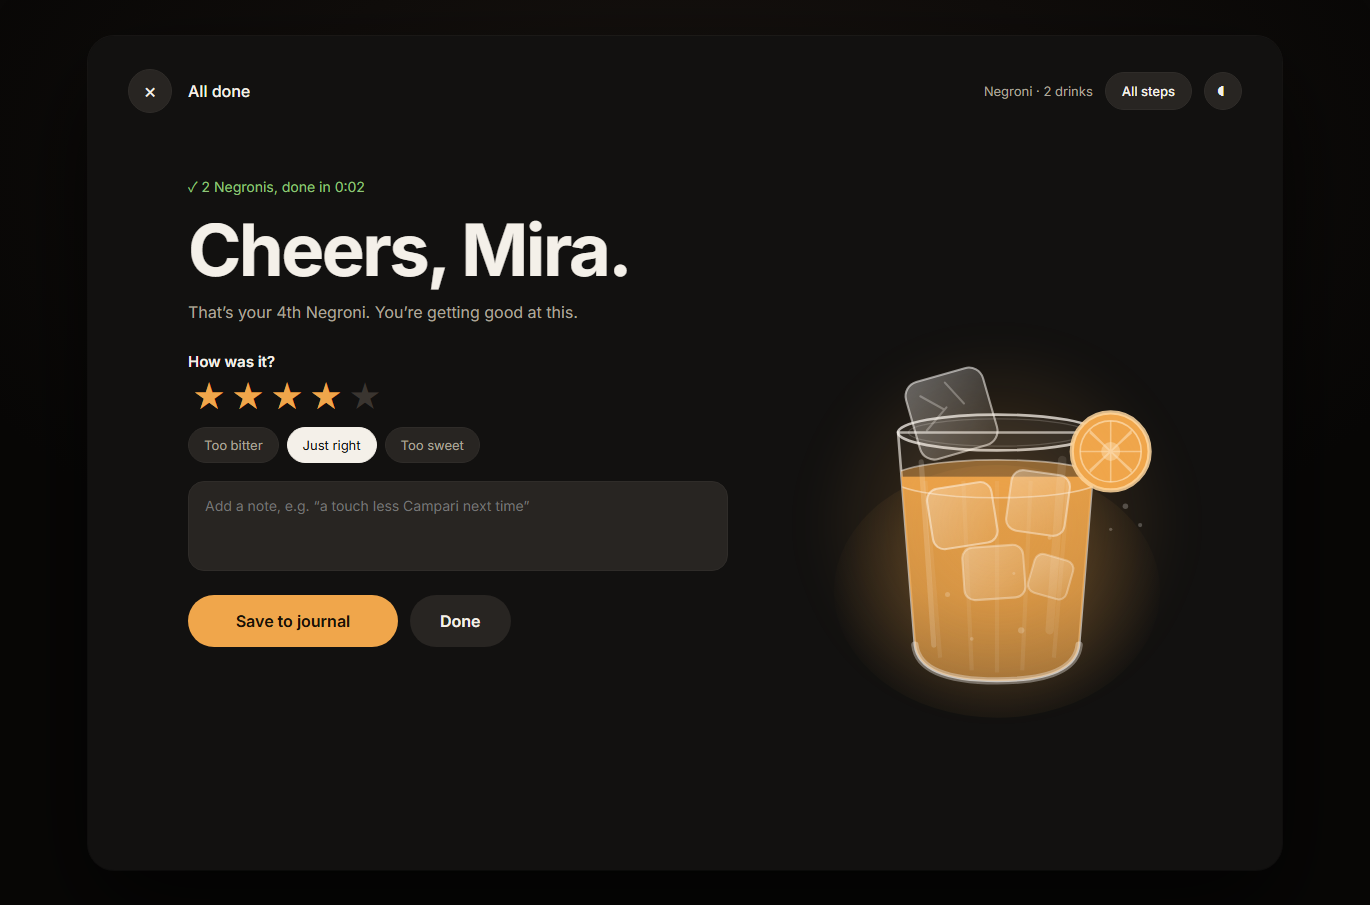 × All done
Negroni · 2 drinks All steps
✓ 2 Negronis, done in 0:02
Cheers, Mira.
That’s your 4th Negroni. You’re getting good at this.
How was it?
Too bitter Just right Too sweet
Add a note, e.g. “a touch less Campari next time”
Save to journal Done